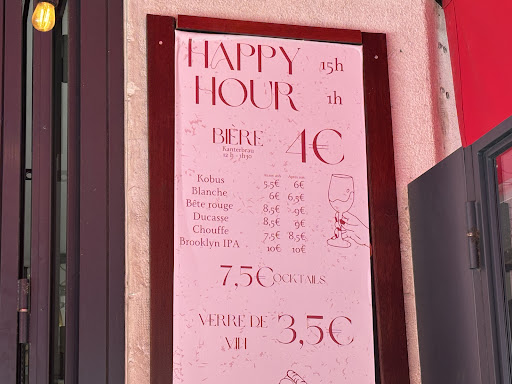 HAPPY 15h
HOUR 1h
BIÈRE 4€
Kanterbrau
Kobus 5,5€ 6€
Blanche 6€ 6,5€
Bête rouge 8,5€ 9€
Ducasse 8,5€ 9€
Chouffe 7,5€ 8,5€
Brooklyn IPA 10€ 10€
7,5€OCKTAILS
VERRE DE 3,5€
VIN